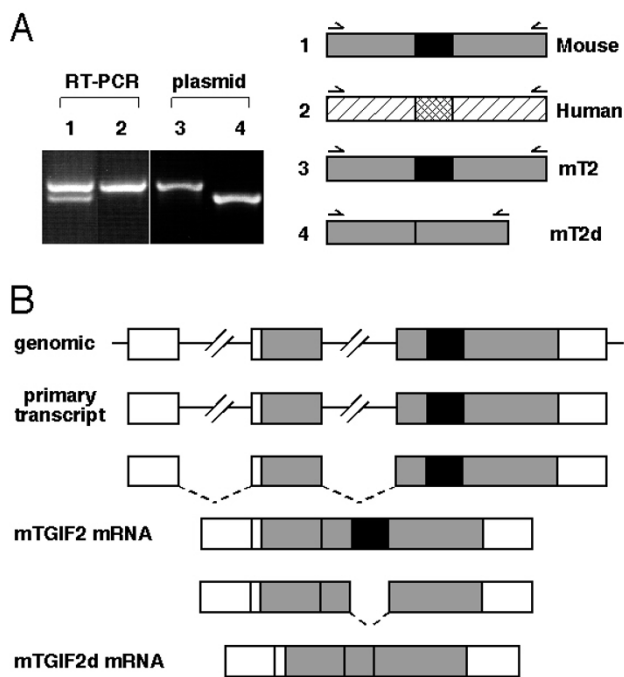 A
RT-PCR plasmid
1 2 3 4
1 Mouse
2 Human
3 mT2
4 mT2d
B
genomic
primary
transcript
mTGIF2 mRNA
mTGIF2d mRNA